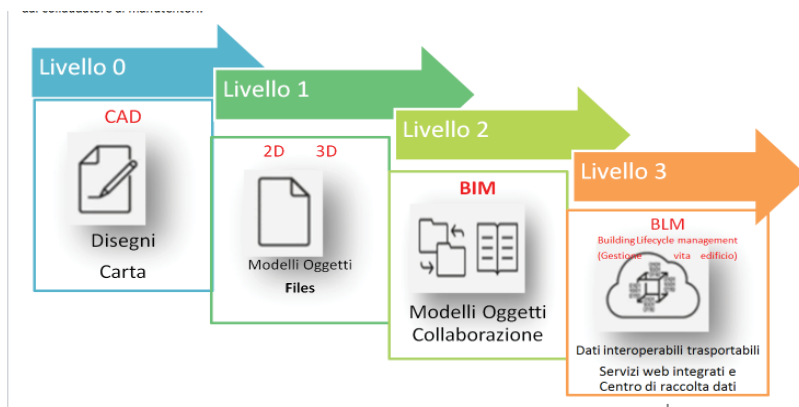 Livello 0
CAD
Disegni
Carta
Livello 1
2D 3D
Modelli Oggetti
Files
Livello 2
BIM
Modelli Oggetti
Collaborazione
Livello 3
BLM
Building Lifecycle management
(Gestione vita edificio)
Dati interoperabili trasportabili
Servizi web integrati e
Centro di raccolta dati